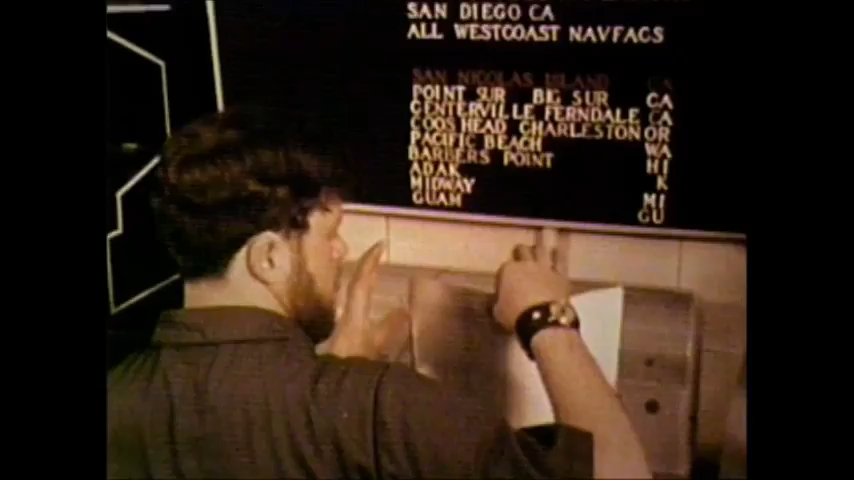 SAN DIEGO CA
ALL WESTCOAST NAVFACS
SAN NICOLAS ISLAND CA
POINT SUR BIG SUR CA
CENTERVILLE FERNDALE CA
COOS HEAD CHARLESTON OR
PACIFIC BEACH WA
BARBERS POINT HI
ADAK K
MIDWAY MI
GUAM GU